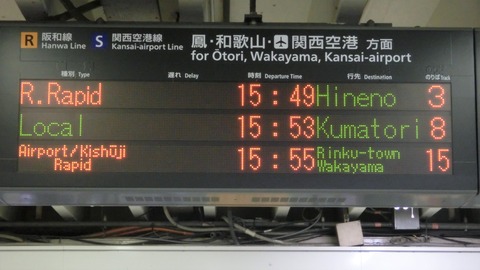 R 阪和線 Hanwa Line S 関西空港線 Kansai-airport Line
鳳・和歌山・関西空港 方面
for Ōtori, Wakayama, Kansai-airport
種別 Type 遅れ Delay 時刻 Departure Time 行先 Destination のりば Track
R.Rapid 15:49 Hineno 3
Local 15:53 Kumatori 8
Airport/Kishūji Rapid 15:55 Rinku-town Wakayama 15